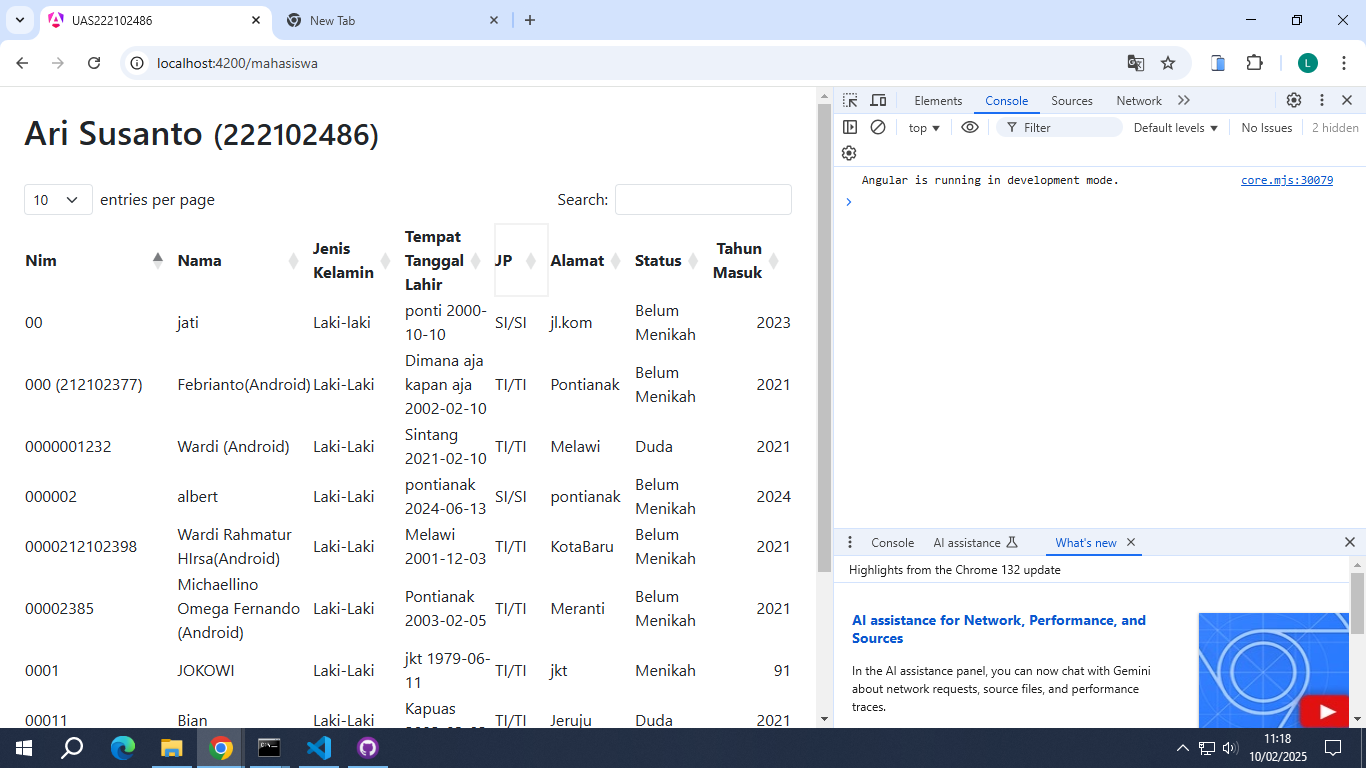 UAS222102486
New Tab
localhost:4200/mahasiswa
L
Ari Susanto (222102486)
10 entries per page
Search:
Nim Nama Jenis Kelamin Tempat Tanggal Lahir JP Alamat Status Tahun Masuk
00 jati Laki-laki ponti 2000-10-10 SI/SI jl.kom Belum Menikah 2023
000 (212102377) Febrianto(Android) Laki-Laki Dimana aja kapan aja 2002-02-10 TI/TI Pontianak Belum Menikah 2021
0000001232 Wardi (Android) Laki-Laki Sintang 2021-02-10 TI/TI Melawi Duda 2021
000002 albert Laki-Laki pontianak 2024-06-13 SI/SI pontianak Belum Menikah 2024
0000212102398 Wardi Rahmatur HIrsa(Android) Laki-Laki Melawi 2001-12-03 TI/TI KotaBaru Belum Menikah 2021
00002385 Michaellino Omega Fernando (Android) Laki-Laki Pontianak 2003-02-05 TI/TI Meranti Belum Menikah 2021
0001 JOKOWI Laki-Laki jkt 1979-06-11 TI/TI jkt Menikah 91
00011 Bian Laki-Laki Kapuas TI/TI Jeruju Duda 2021
Elements Console Sources Network
top Filter Default levels No Issues 2 hidden
Angular is running in development mode. core.mjs:30079
Console AI assistance What's new
Highlights from the Chrome 132 update
AI assistance for Network, Performance, and
Sources
In the AI assistance panel, you can now chat with Gemini
about network requests, source files, and performance
traces.
11:18
10/02/2025